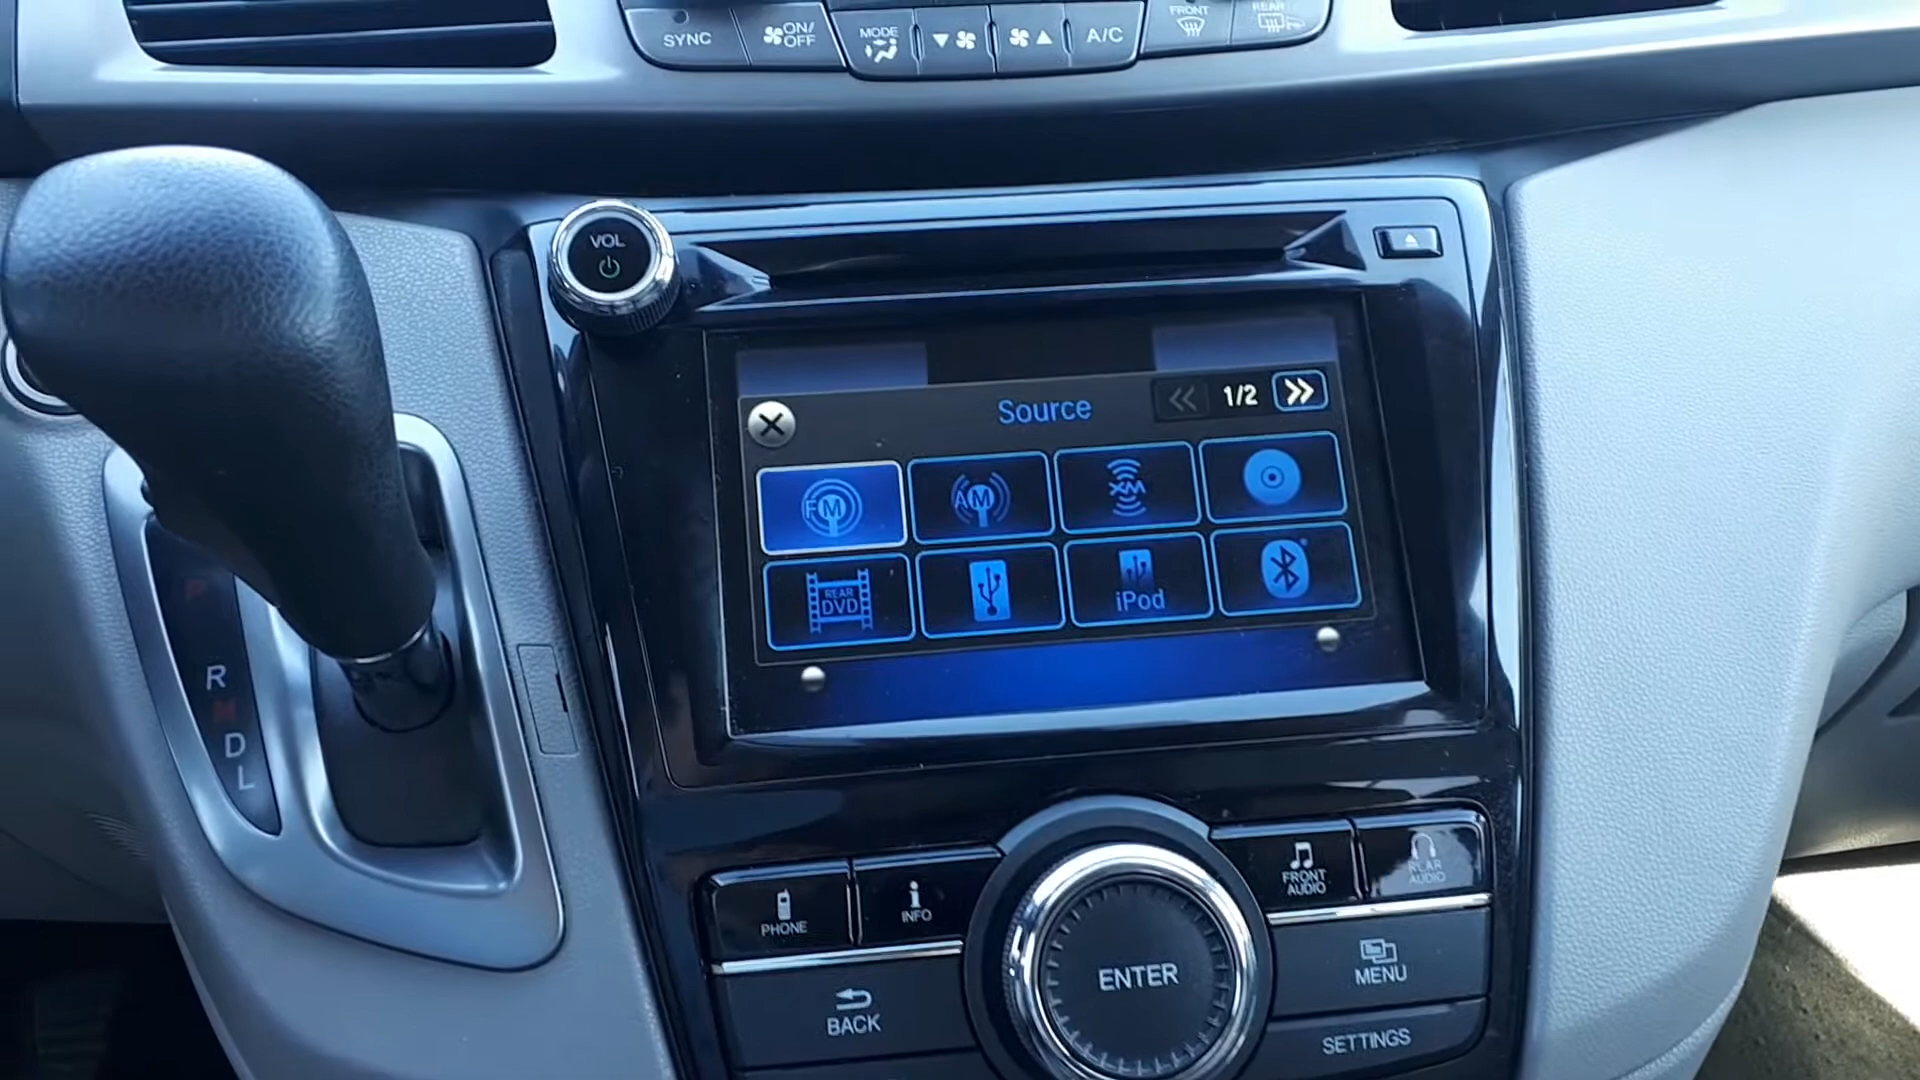 SYNC
ON/
OFF
MODE
A/C
FRONT
REAR
VOL
Source
1/2
FM
AM
XM
REAR
DVD
iPod
P
R
N
D
L
PHONE
INFO
FRONT
AUDIO
REAR
AUDIO
BACK
ENTER
MENU
SETTINGS